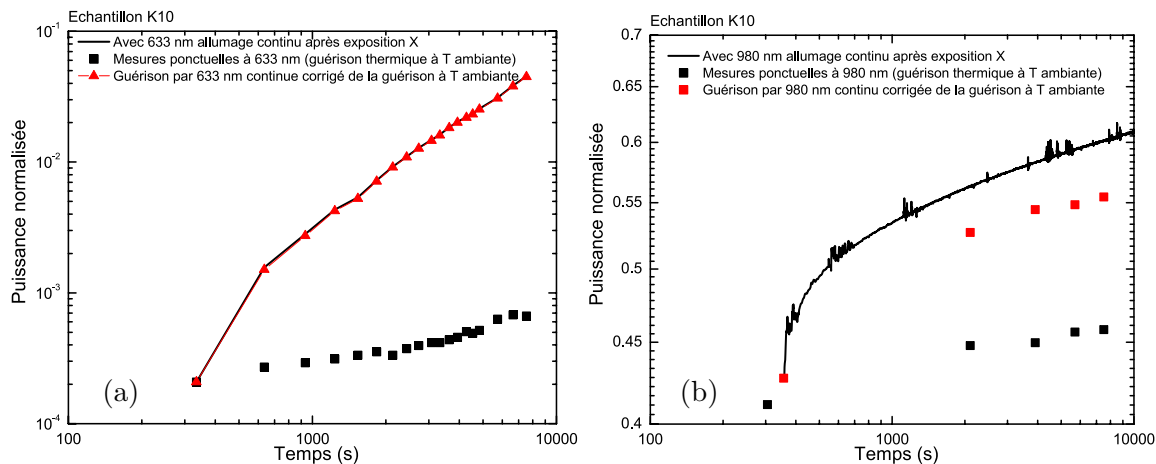 Echantillon K10
Avec 633 nm allumage continu après exposition X
Mesures ponctuelles à 633 nm (guérison thermique à T ambiante)
Guérison par 633 nm continue corrigé de la guérison à T ambiante
Puissance normalisée
10^-1
10^-2
10^-3
10^-4
(a)
100
1000
10000
Temps (s)
Echantillon K10
Avec 980 nm allumage continu après exposition X
Mesures ponctuelles à 980 nm (guérison thermique à T ambiante)
Guérison par 980 nm continu corrigée de la guérison à T ambiante
Puissance normalisée
0.7
0.65
0.6
0.55
0.5
0.45
0.4
(b)
100
1000
10000
Temps (s)